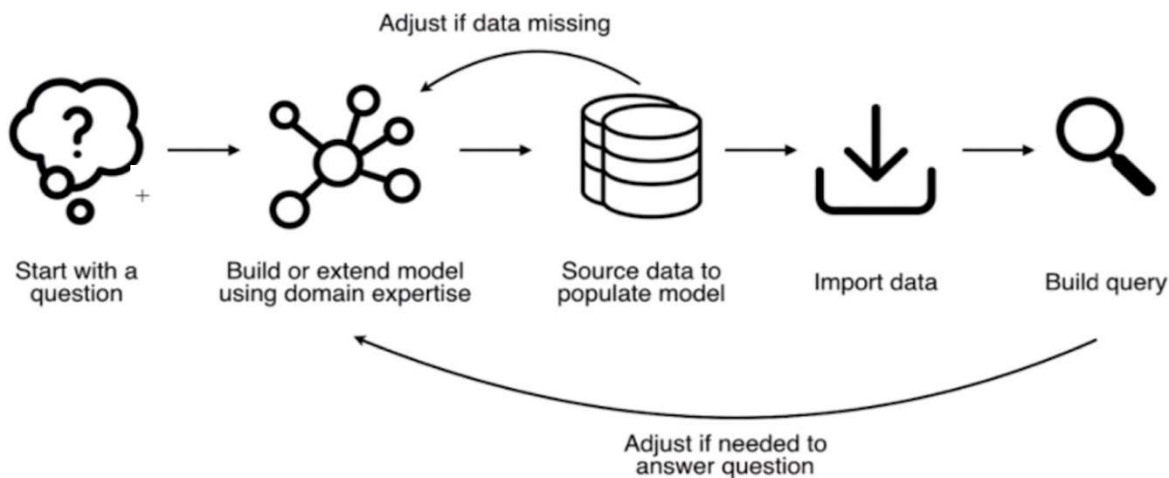 Adjust if data missing
?
Start with a
question
Build or extend model
using domain expertise
Source data to
populate model
Import data
Build query
Adjust if needed to
answer question